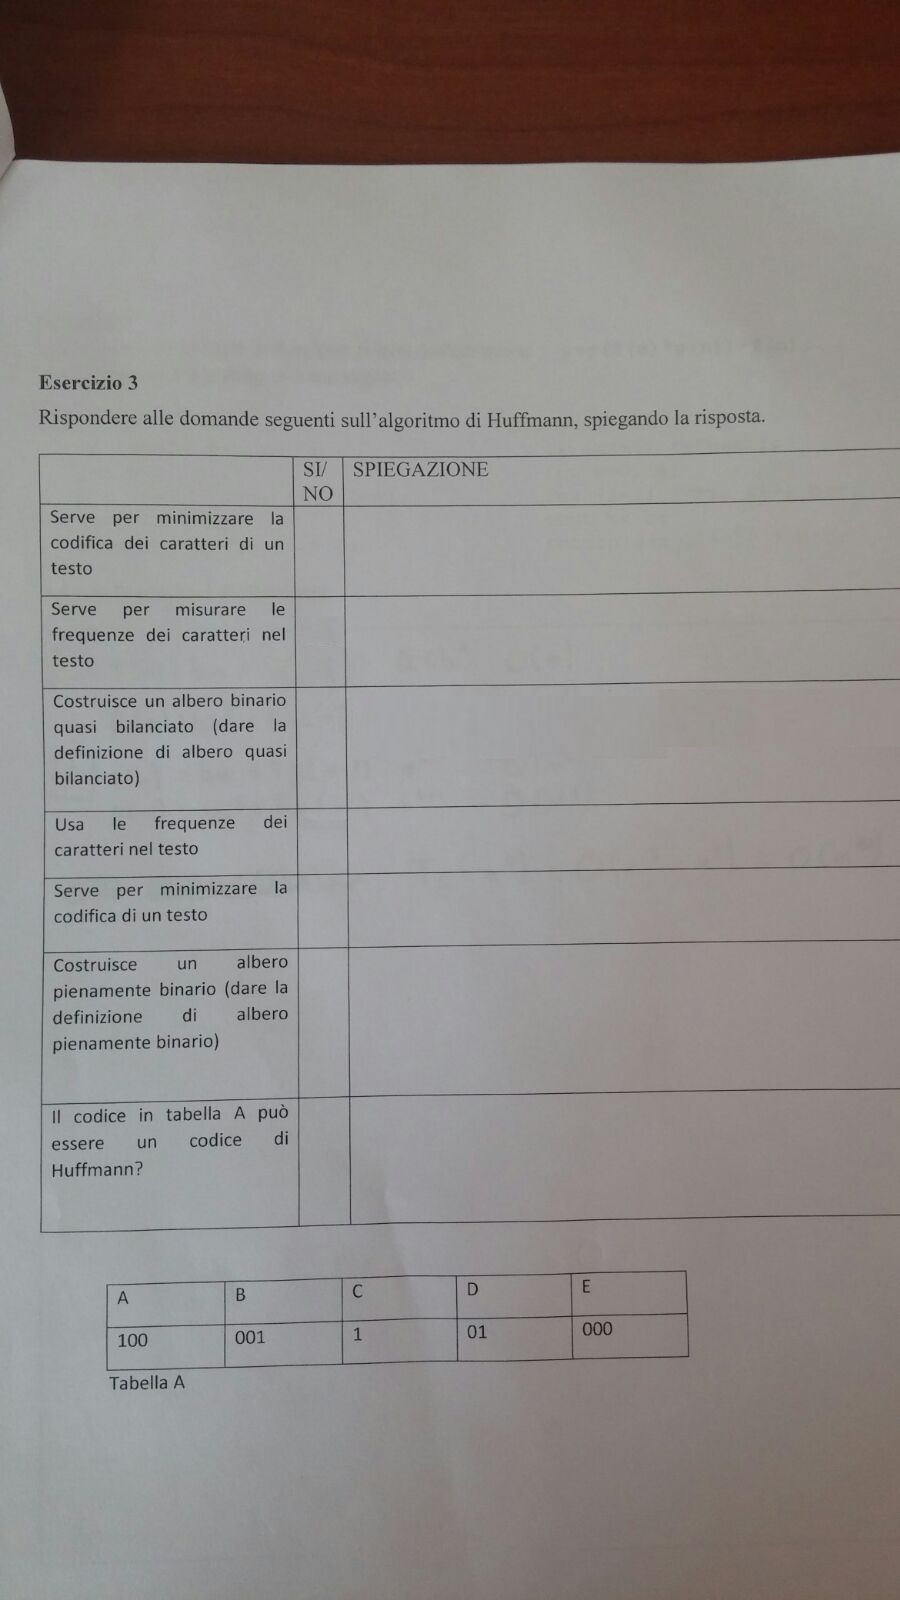 Esercizio 3
Rispondere alle domande seguenti sull'algoritmo di Huffmann, spiegando la risposta.
SI/
NO
SPIEGAZIONE
Serve per minimizzare la
codifica dei caratteri di un
testo
Serve per misurare le
frequenze dei caratteri nel
testo
Costruisce un albero binario
quasi bilanciato (dare la
definizione di albero quasi
bilanciato)
Usa le frequenze dei
caratteri nel testo
Serve per minimizzare la
codifica di un testo
Costruisce un albero
pienamente binario (dare la
definizione di albero
pienamente binario)
Il codice in tabella A può
essere un codice di
Huffmann?
A B C D E
100 001 1 01 000
Tabella A